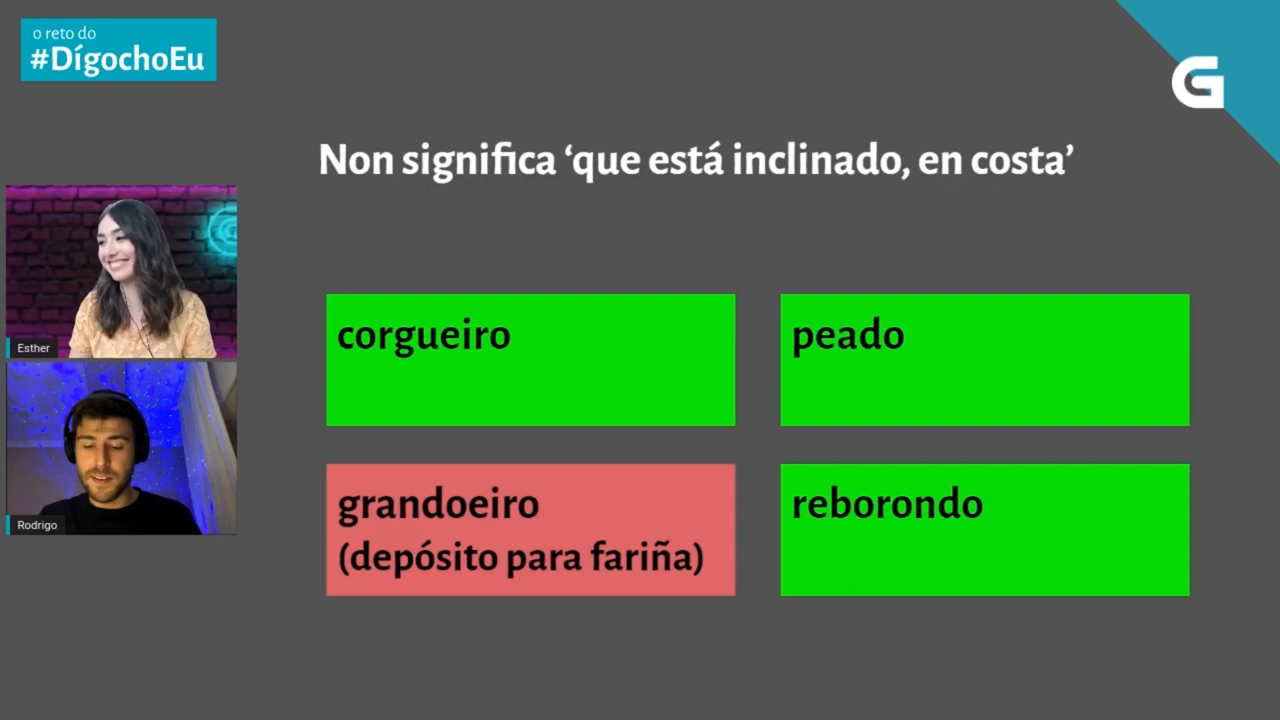 o reto do
#DígochoEu
Non significa ‘que está inclinado, en costa’
corgueiro
peado
grandoeiro
(depósito para fariña)
reborondo
Esther
Rodrigo